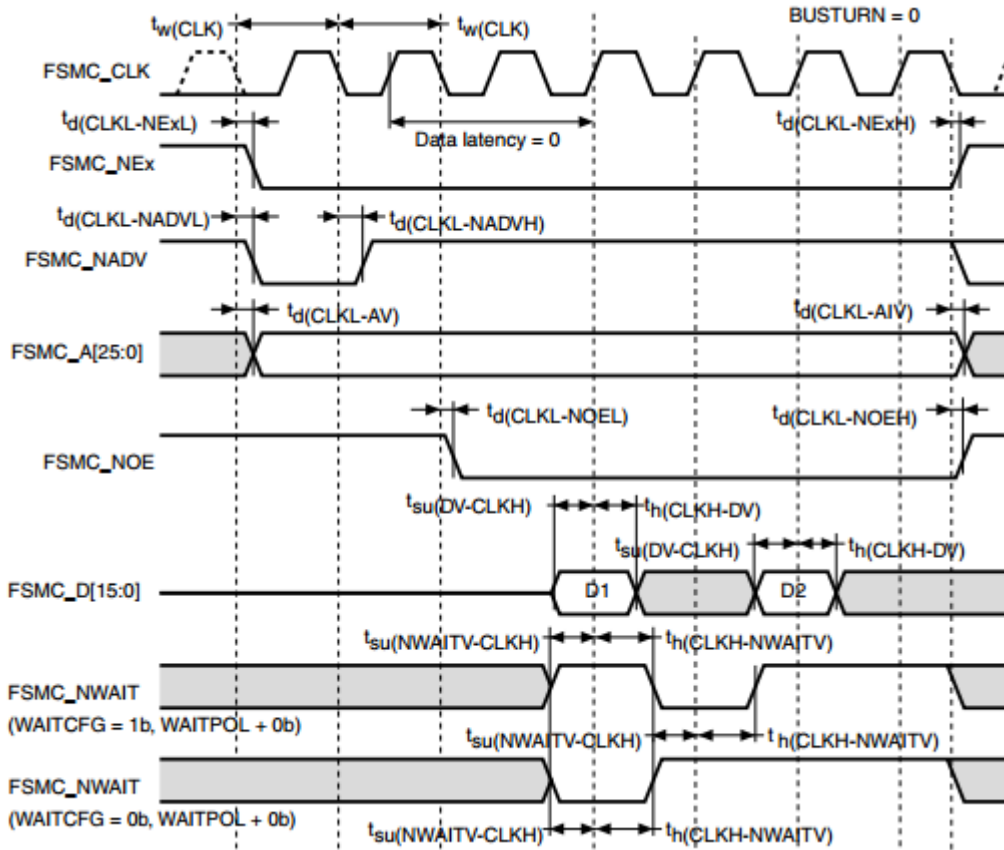 tw(CLK) tw(CLK) BUSTURN = 0
FSMC_CLK
td(CLKL-NExL) Data latency = 0 td(CLKL-NExH)
FSMC_NEx
td(CLKL-NADVL) td(CLKL-NADVH)
FSMC_NADV
td(CLKL-AV) td(CLKL-AIV)
FSMC_A[25:0]
td(CLKL-NOEL) td(CLKL-NOEH)
FSMC_NOE
tsu(DV-CLKH) th(CLKH-DV)
tsu(DV-CLKH) th(CLKH-DV)
FSMC_D[15:0] D1 D2
tsu(NWAITV-CLKH) th(CLKH-NWAITV)
FSMC_NWAIT
(WAITCFG = 1b, WAITPOL + 0b)
tsu(NWAITV-CLKH) th(CLKH-NWAITV)
FSMC_NWAIT
(WAITCFG = 0b, WAITPOL + 0b)
tsu(NWAITV-CLKH) th(CLKH-NWAITV)